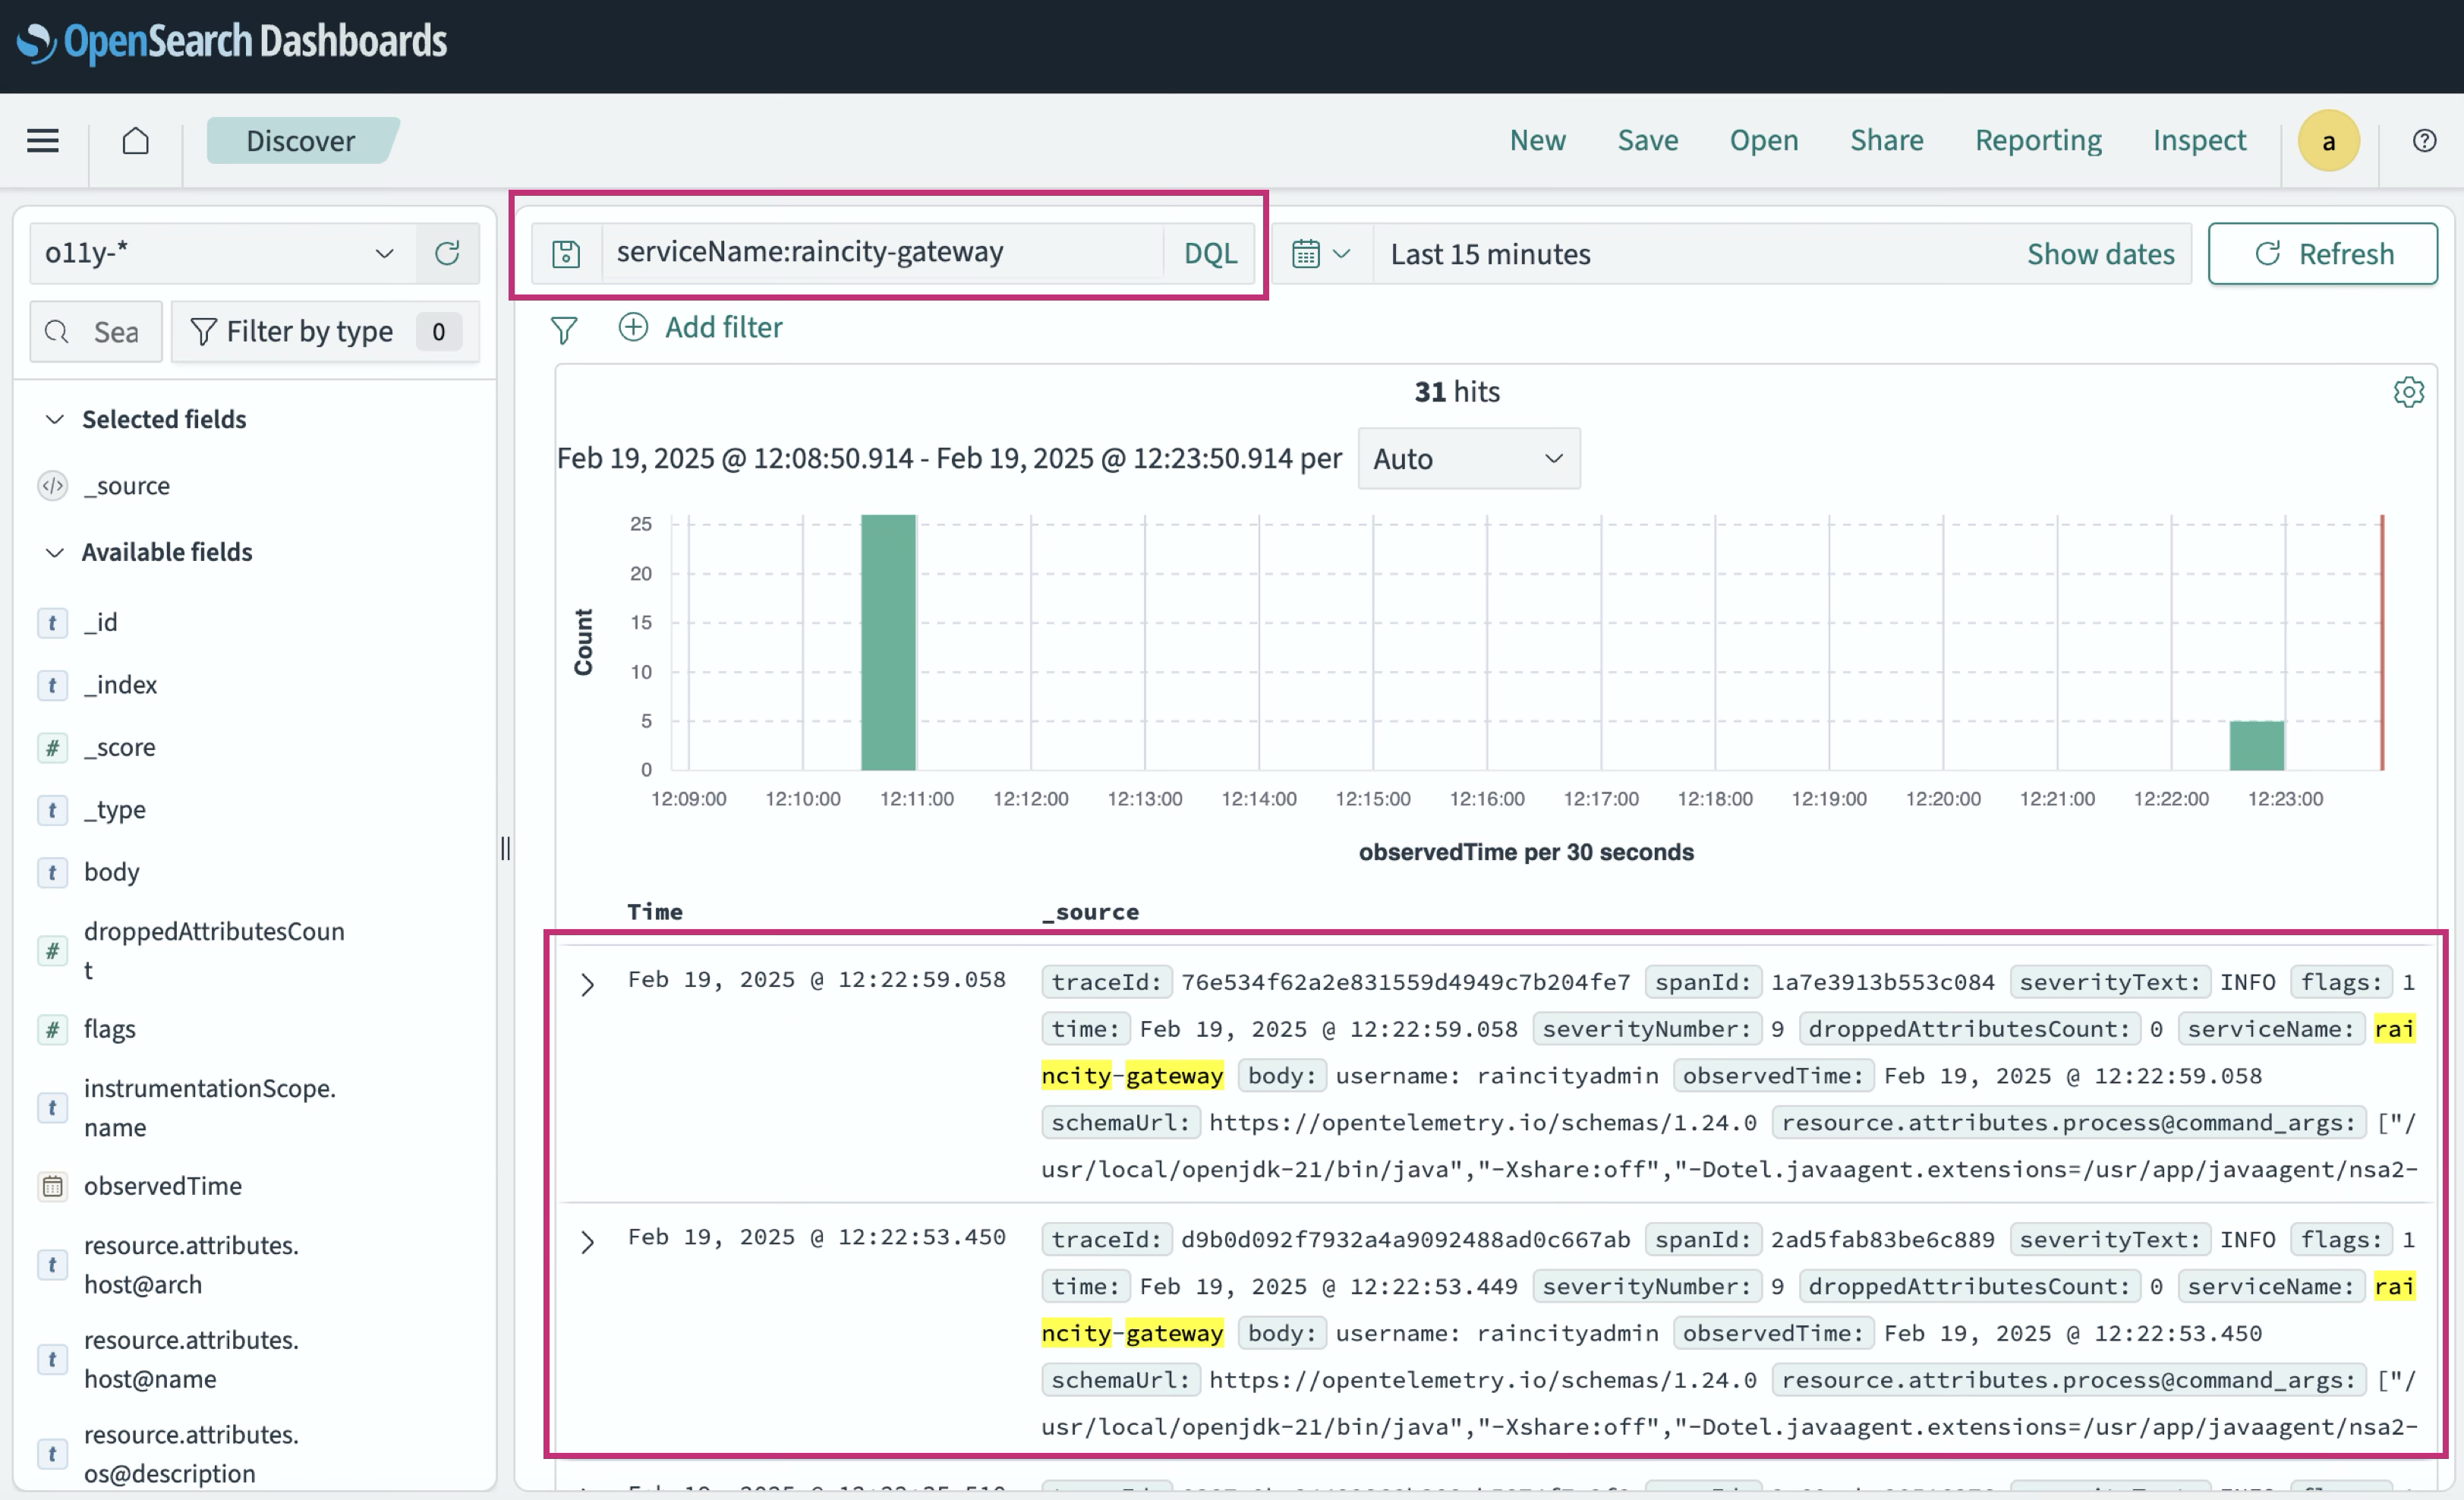 OpenSearch Dashboards
Discover
New Save Open Share Reporting Inspect a
o11y-*
serviceName:raincity-gateway DQL
Last 15 minutes Show dates Refresh
Sea Filter by type 0
Add filter
Selected fields
_source
Available fields
t _id
t _index
# _score
t _type
t body
# droppedAttributesCoun
t
# flags
t instrumentationScope.
name
observedTime
t resource.attributes.
host@arch
t resource.attributes.
host@name
t resource.attributes.
os@description
31 hits
Feb 19, 2025 @ 12:08:50.914 - Feb 19, 2025 @ 12:23:50.914 per Auto
Count
25
20
15
10
5
0
12:09:00 12:10:00 12:11:00 12:12:00 12:13:00 12:14:00 12:15:00 12:16:00 12:17:00 12:18:00 12:19:00 12:20:00 12:21:00 12:22:00 12:23:00
observedTime per 30 seconds
Time _source
Feb 19, 2025 @ 12:22:59.058 traceId: 76e534f62a2e831559d4949c7b204fe7 spanId: 1a7e3913b553c084 severityText: INFO flags: 1
time: Feb 19, 2025 @ 12:22:59.058 severityNumber: 9 droppedAttributesCount: 0 serviceName: rai
ncity-gateway body: username: raincityadmin observedTime: Feb 19, 2025 @ 12:22:59.058
schemaUrl: https://opentelemetry.io/schemas/1.24.0 resource.attributes.process@command_args: ["/
usr/local/openjdk-21/bin/java","-Xshare:off","-Dotel.javaagent.extensions=/usr/app/javaagent/nsa2-
Feb 19, 2025 @ 12:22:53.450 traceId: d9b0d092f7932a4a9092488ad0c667ab spanId: 2ad5fab83be6c889 severityText: INFO flags: 1
time: Feb 19, 2025 @ 12:22:53.449 severityNumber: 9 droppedAttributesCount: 0 serviceName: rai
ncity-gateway body: username: raincityadmin observedTime: Feb 19, 2025 @ 12:22:53.450
schemaUrl: https://opentelemetry.io/schemas/1.24.0 resource.attributes.process@command_args: ["/
usr/local/openjdk-21/bin/java","-Xshare:off","-Dotel.javaagent.extensions=/usr/app/javaagent/nsa2-